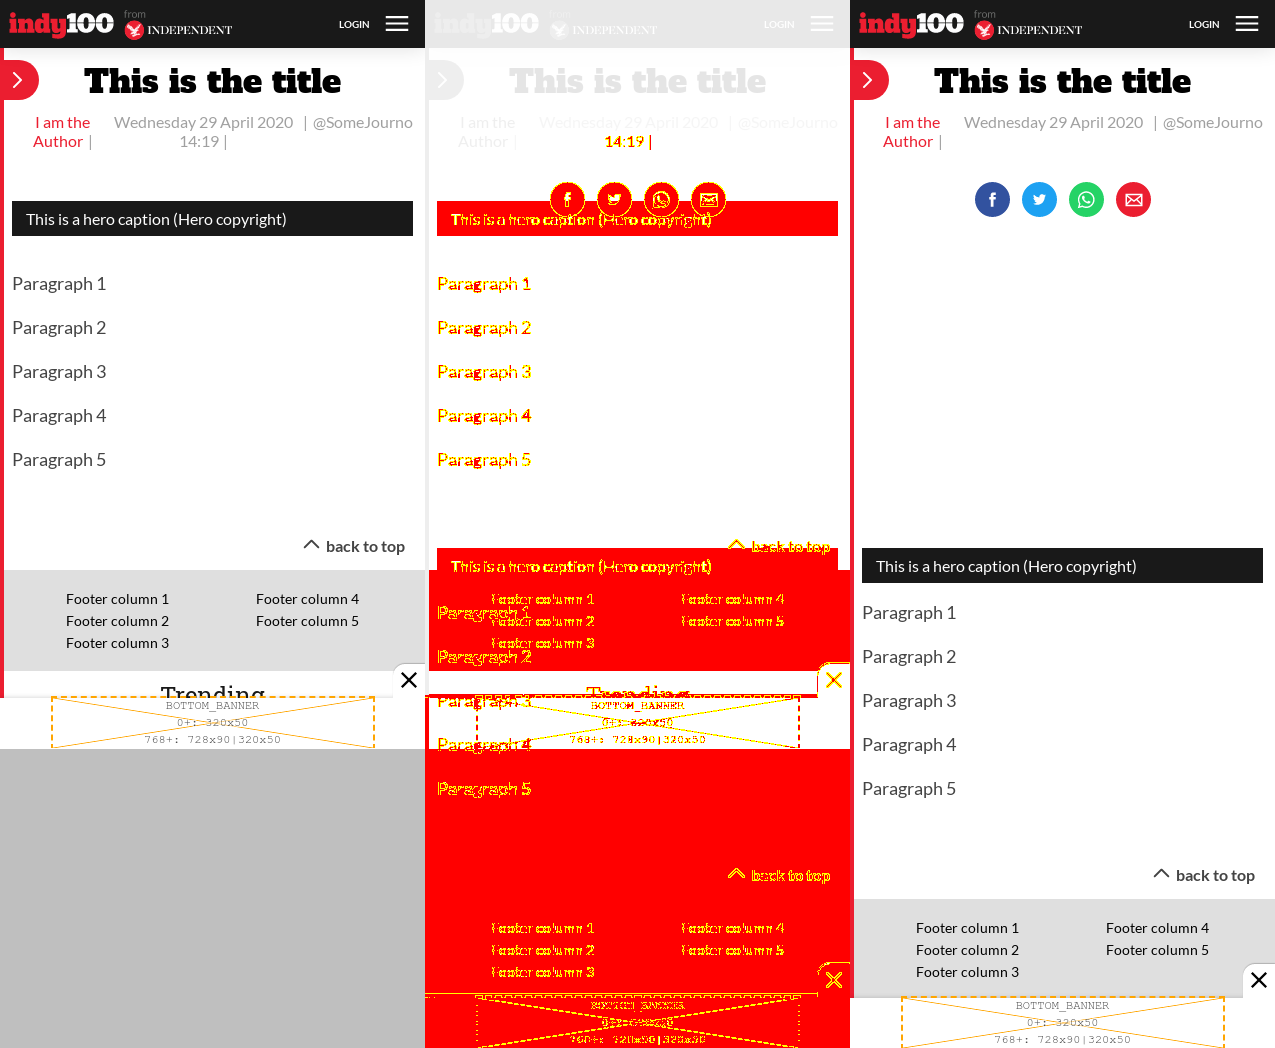 indy100 from INDEPENDENT LOGIN
This is the title
I am the Author | Wednesday 29 April 2020 14:19 | | @SomeJourno
This is a hero caption (Hero copyright)
Paragraph 1
Paragraph 2
Paragraph 3
Paragraph 4
Paragraph 5
back to top
Footer column 1 Footer column 4
Footer column 2 Footer column 5
Footer column 3
Trending
BOTTOM_BANNER
0+: 320x50
768+: 728x90|320x50
indy100 from INDEPENDENT LOGIN
This is the title
I am the Author | Wednesday 29 April 2020 | @SomeJourno
14:19 |
This is a hero caption (Hero copyright)
Paragraph 1
Paragraph 2
Paragraph 3
Paragraph 4
Paragraph 5
back to top
This is a hero caption (Hero copyright)
Footer column 1 Footer column 4
Paragraph 1
Footer column 2 Footer column 5
Footer column 3
Paragraph 2
Trending
Paragraph 3
BOTTOM_BANNER
0+: 320x50
768+: 728x90|320x50
Paragraph 4
Paragraph 5
back to top
Footer column 1 Footer column 4
Footer column 2 Footer column 5
Footer column 3
BOTTOM_BANNER
0+: 320x50
768+: 728x90|320x50
indy100 from INDEPENDENT LOGIN
This is the title
I am the Author | Wednesday 29 April 2020 | @SomeJourno
This is a hero caption (Hero copyright)
Paragraph 1
Paragraph 2
Paragraph 3
Paragraph 4
Paragraph 5
back to top
Footer column 1 Footer column 4
Footer column 2 Footer column 5
Footer column 3
BOTTOM_BANNER
0+: 320x50
768+: 728x90|320x50